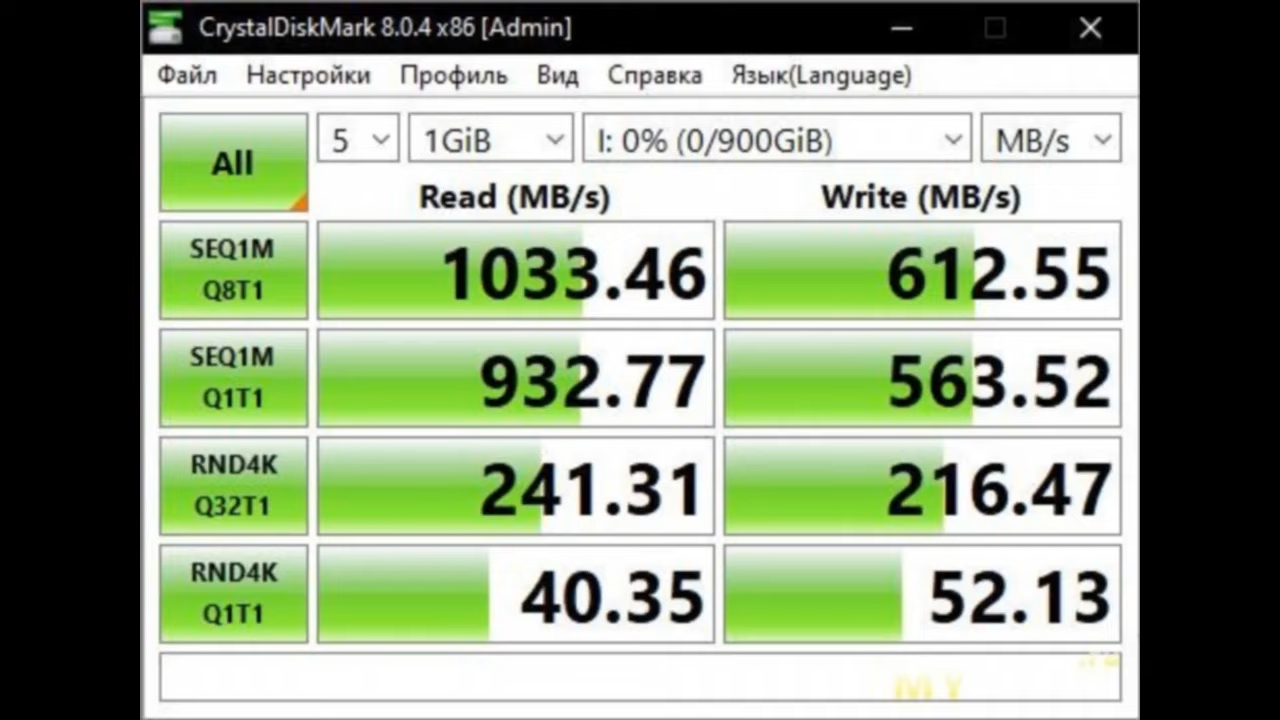 CrystalDiskMark 8.0.4 x86 [Admin]
Файл Настройки Профиль Вид Справка Язык(Language)
All 5 1GiB I: 0% (0/900GiB) MB/s
Read (MB/s) Write (MB/s)
SEQ1M
Q8T1 1033.46 612.55
SEQ1M
Q1T1 932.77 563.52
RND4K
Q32T1 241.31 216.47
RND4K
Q1T1 40.35 52.13